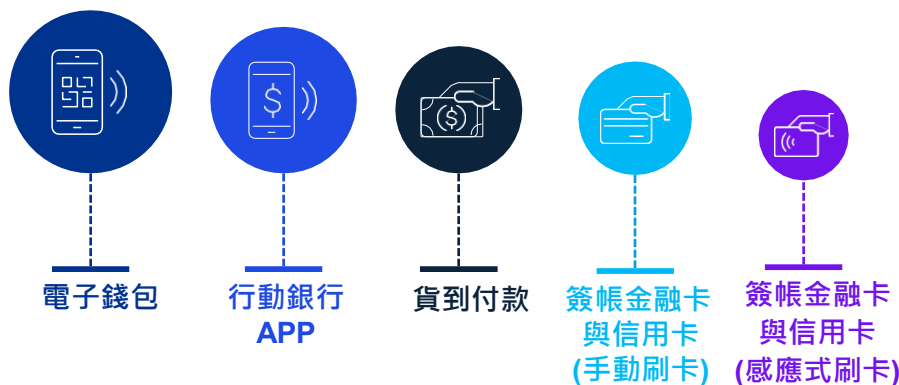 電子錢包
行動銀行
APP
貨到付款
簽帳金融卡
與信用卡
(手動刷卡)
簽帳金融卡
與信用卡
(感應式刷卡)